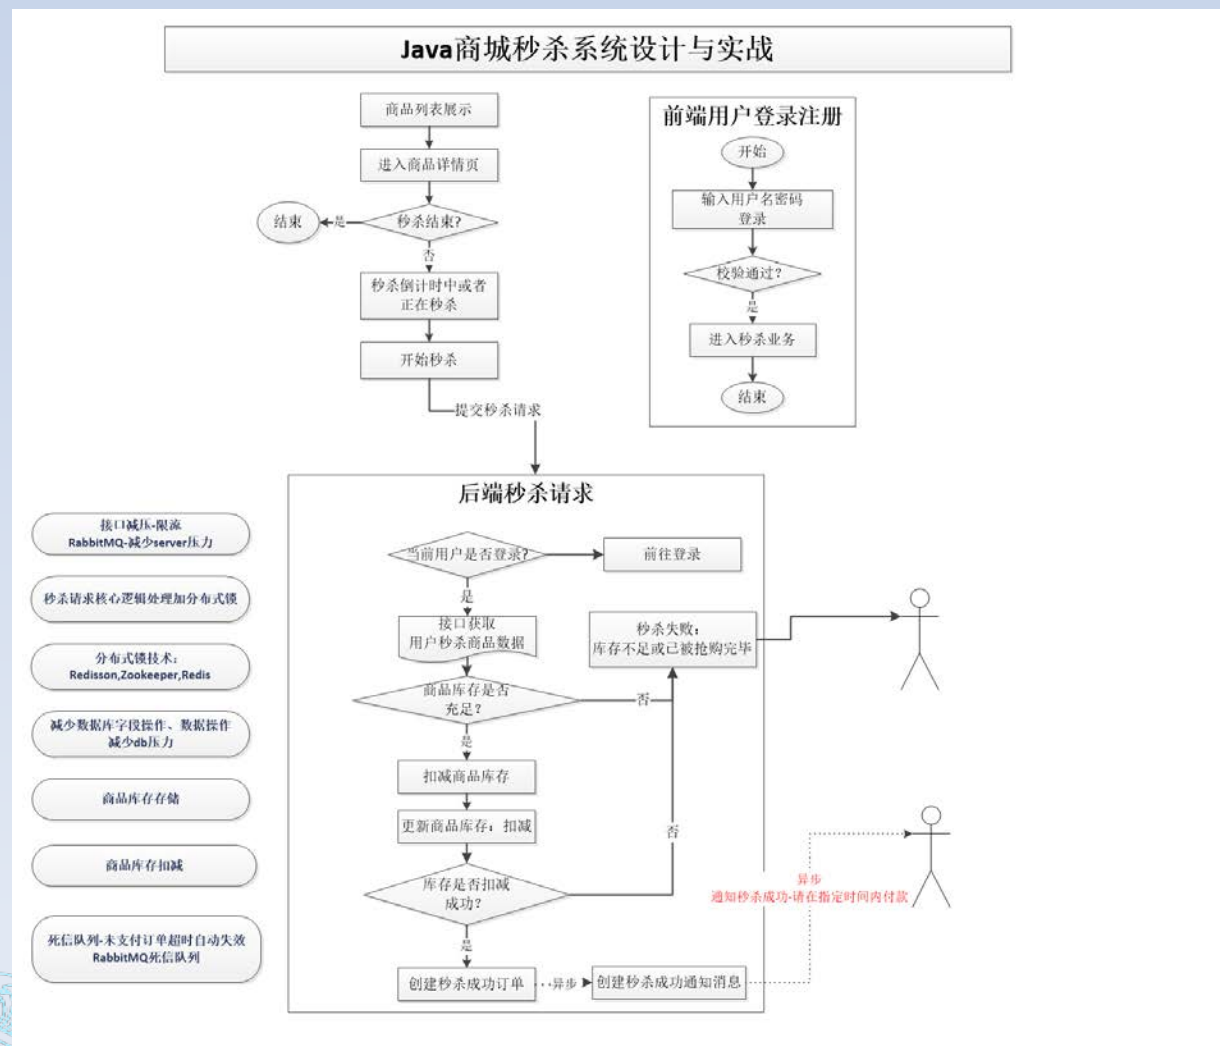 Java商城秒杀系统设计与实战
商品列表展示
进入商品详情页
秒杀结束?
是
结束
否
秒杀倒计时中或者
正在秒杀
开始秒杀
提交秒杀请求
前端用户登录注册
开始
输入用户名密码
登录
校验通过?
是
进入秒杀业务
结束
接口减压-限流
RabbitMQ-减少server压力
秒杀请求核心逻辑处理加分布式锁
分布式锁技术:
Redisson,Zookeeper,Redis
减少数据库字段操作、数据操作
减少db压力
商品库存存储
商品库存扣减
死信队列-未支付订单超时自动失效
RabbitMQ死信队列
后端秒杀请求
当前用户是否登录?
前往登录
是
接口获取
用户秒杀商品数据
秒杀失败:
库存不足或已被抢购完毕
商品库存是否
充足?
否
是
扣减商品库存
更新商品库存: 扣减
否
库存是否扣减
成功?
是
创建秒杀成功订单
异步
创建秒杀成功通知消息
异步
通知秒杀成功-请在指定时间内付款